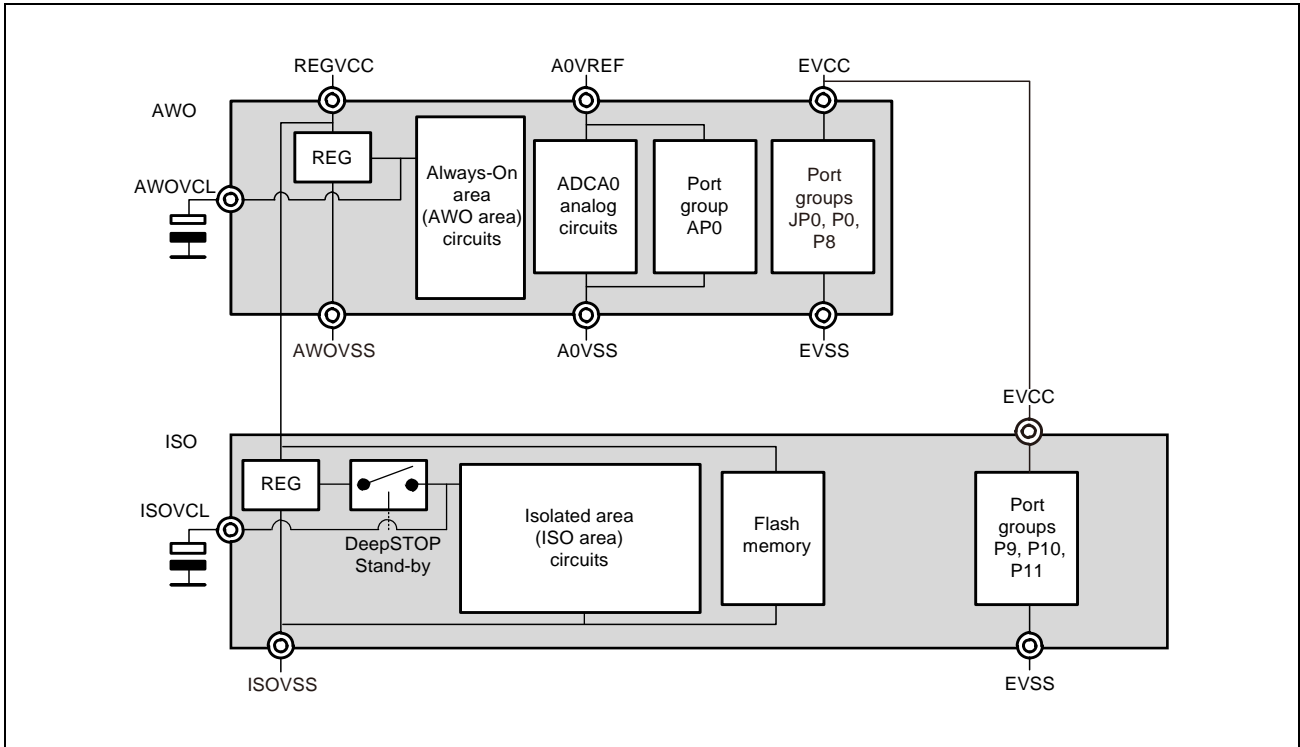 REGVCC
A0VREF
EVCC
AWO
REG
Always-On
area
(AWO area)
circuits
ADCA0
analog
circuits
Port
group
AP0
Port
groups
JP0, P0,
P8
AWOVCL
AWOVSS
A0VSS
EVSS
EVCC
ISO
REG
ISOVCL
DeepSTOP
Stand-by
Isolated area
(ISO area)
circuits
Flash
memory
Port
groups
P9, P10,
P11
ISOVSS
EVSS